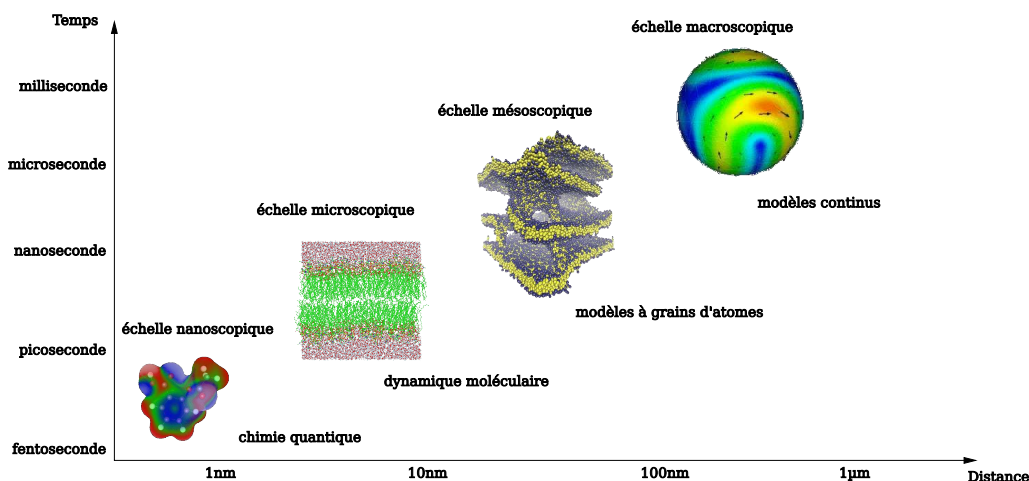 Temps
échelle macroscopique
milliseconde
échelle mésoscopique
microseconde
modèles continus
échelle microscopique
nanoseconde
modèles à grains d'atomes
échelle nanoscopique
picoseconde
dynamique moléculaire
chimie quantique
fentoseconde
1nm
10nm
100nm
1µm
Distance